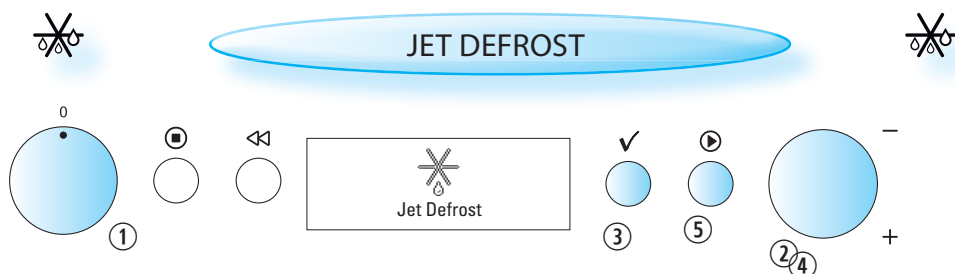 JET DEFROST
0
Jet Defrost
−
+
① ③ ⑤ ② ④